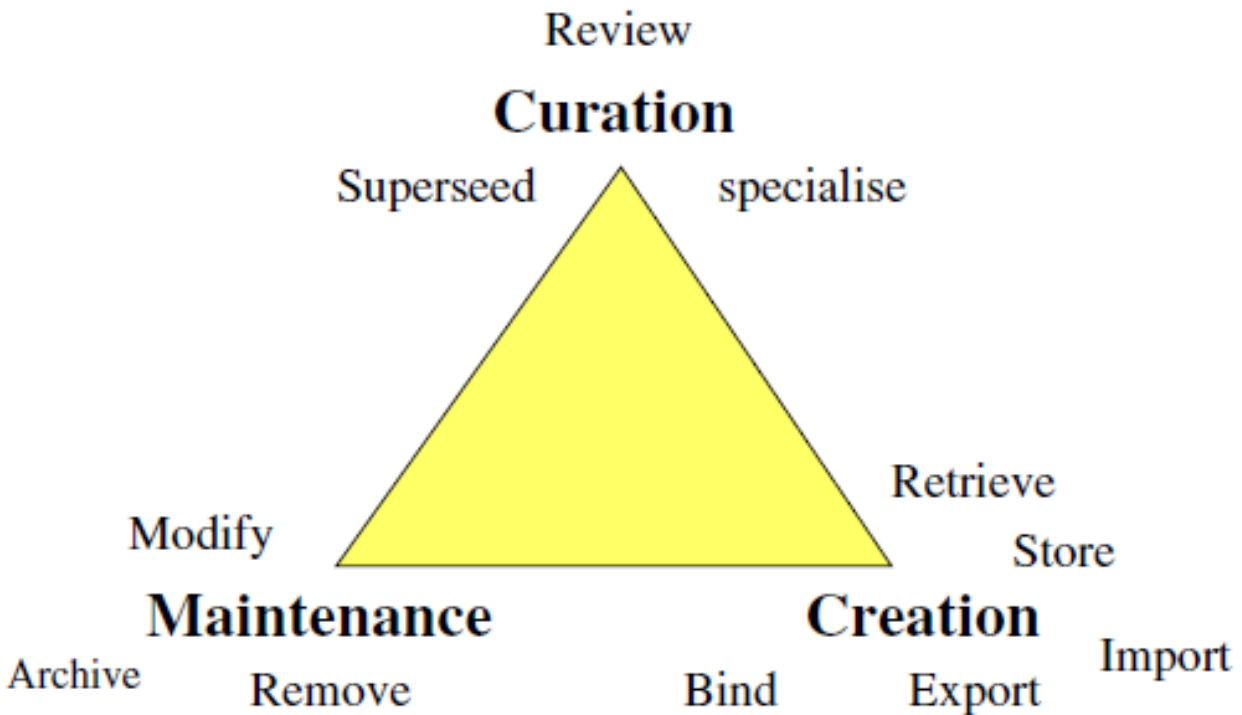 Review
Curation
Superseed specialise
Retrieve
Modify
Store
Maintenance Creation
Import
Archive
Remove Bind Export